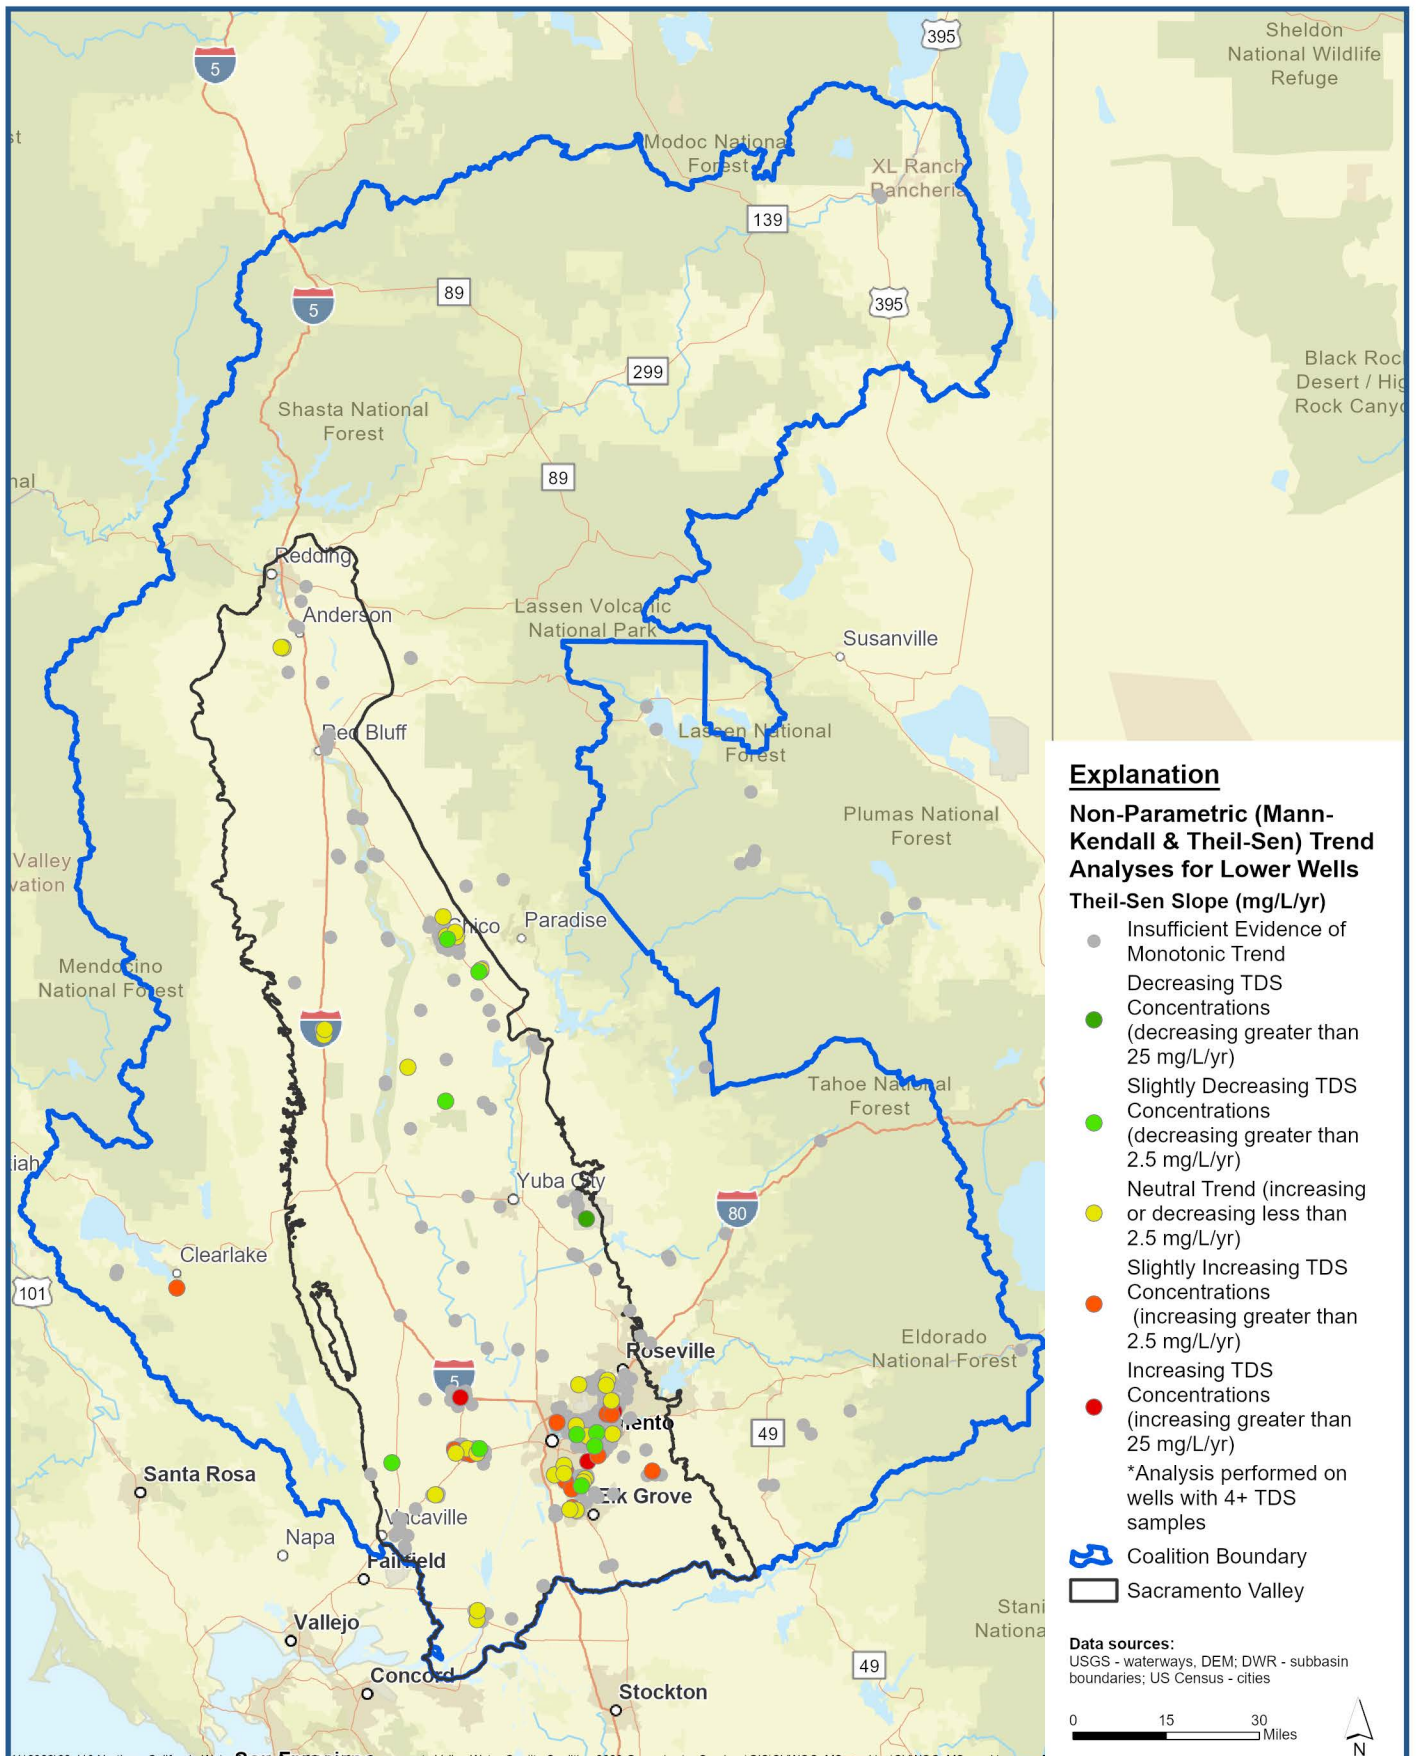 395
Sheldon
National Wildlife
Refuge
5
Modoc National
Forest
XL Ranch
Rancheria
139
89
395
5
299
Black Roc
Desert / Hig
Rock Canyo
Shasta National
Forest
89
nal
Redding
Anderson
Lassen Volcanic
National Park
Susanville
Red Bluff
Lassen National
Forest
Plumas National
Forest
Valley
vation
Chico
Paradise
Mendocino
National Forest
Tahoe National
Forest
iah
Yuba City
80
Clearlake
101
Eldorado
National Forest
Roseville
5
mento
49
Santa Rosa
Elk Grove
Vacaville
Napa
Fairfield
Vallejo
Stani
Nationa
Concord
49
Stockton
Explanation
Non-Parametric (Mann-
Kendall & Theil-Sen) Trend
Analyses for Lower Wells
Theil-Sen Slope (mg/L/yr)
Insufficient Evidence of
Monotonic Trend
Decreasing TDS
Concentrations
(decreasing greater than
25 mg/L/yr)
Slightly Decreasing TDS
Concentrations
(decreasing greater than
2.5 mg/L/yr)
Neutral Trend (increasing
or decreasing less than
2.5 mg/L/yr)
Slightly Increasing TDS
Concentrations
(increasing greater than
2.5 mg/L/yr)
Increasing TDS
Concentrations
(increasing greater than
25 mg/L/yr)
*Analysis performed on
wells with 4+ TDS
samples
Coalition Boundary
Sacramento Valley
Data sources:
USGS - waterways, DEM; DWR - subbasin
boundaries; US Census - cities
0 15 30
Miles
N